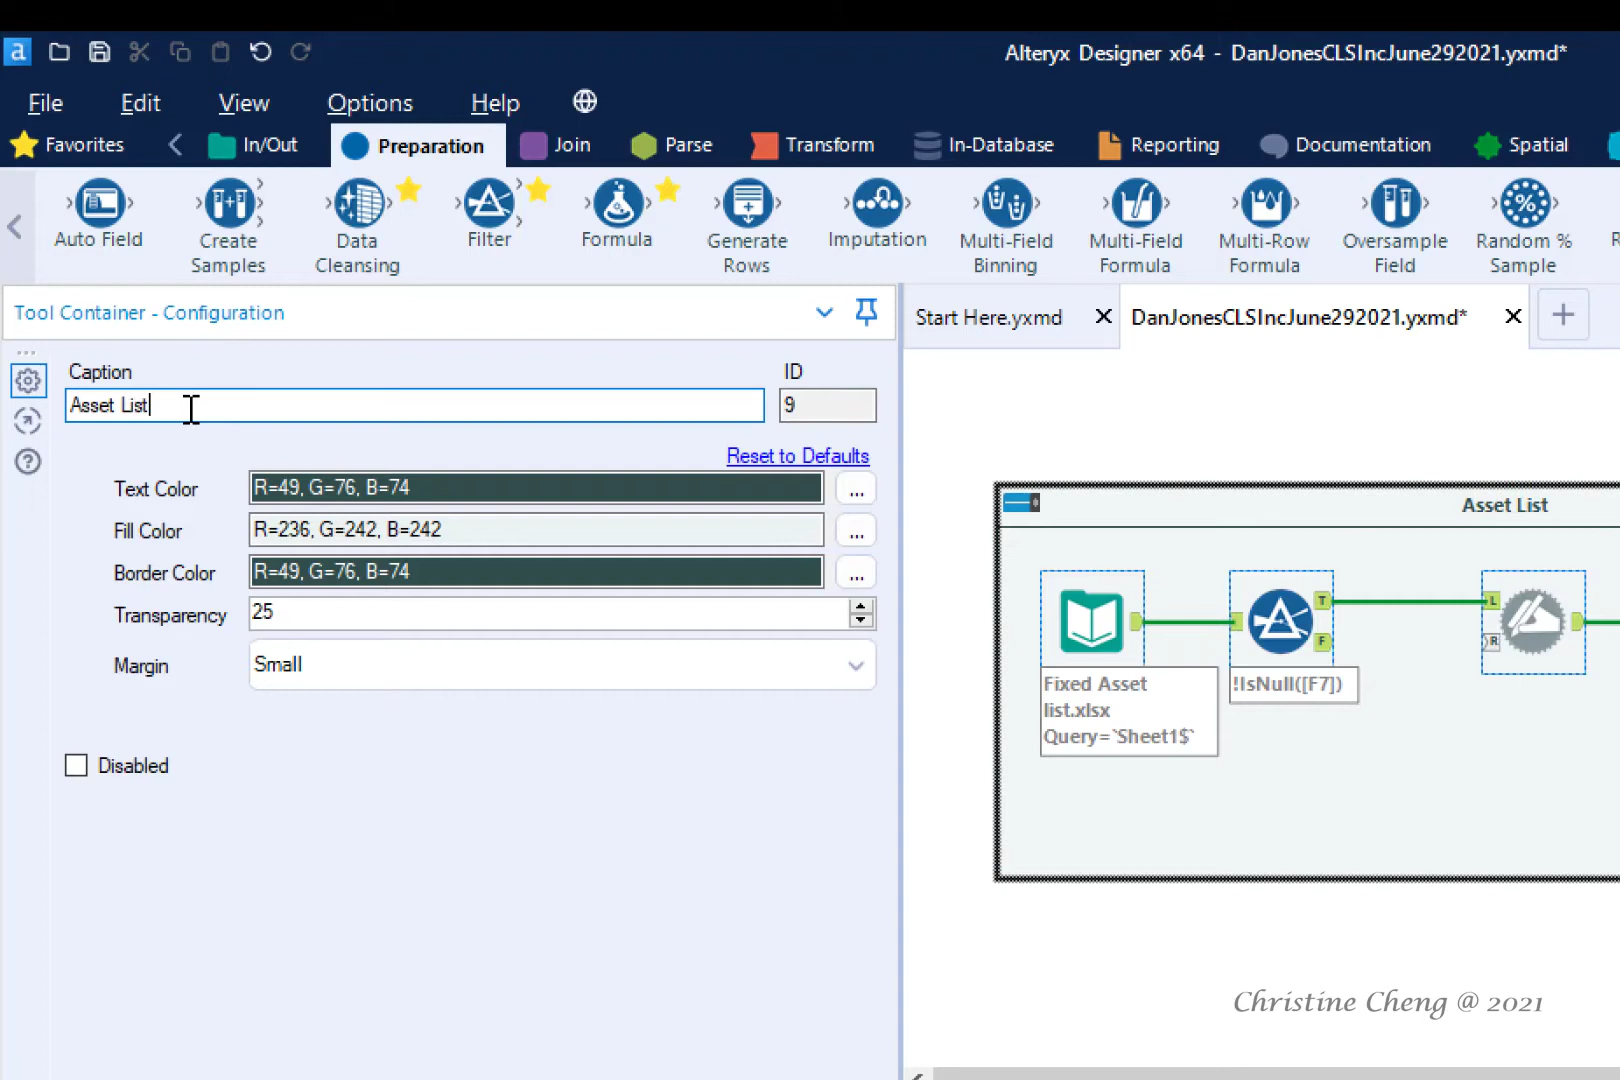 a
Alteryx Designer x64 - DanJonesCLSIncJune292021.yxmd*
File Edit View Options Help
Favorites In/Out Preparation Join Parse Transform In-Database Reporting Documentation Spatial
Auto Field
Create Samples
Data Cleansing
Filter
Formula
Generate Rows
Imputation
Multi-Field Binning
Multi-Field Formula
Multi-Row Formula
Oversample Field
Random % Sample
Tool Container - Configuration
Start Here.yxmd
DanJonesCLSIncJune292021.yxmd*
Caption
ID
Asset List
9
Reset to Defaults
Text Color R=49, G=76, B=74 ...
Fill Color R=236, G=242, B=242 ...
Border Color R=49, G=76, B=74 ...
Transparency 25
Margin Small
Disabled
Asset List
T
F
L
R
Fixed Asset
list.xlsx
Query=`Sheet1$`
!IsNull([F7])
Christine Cheng @ 2021